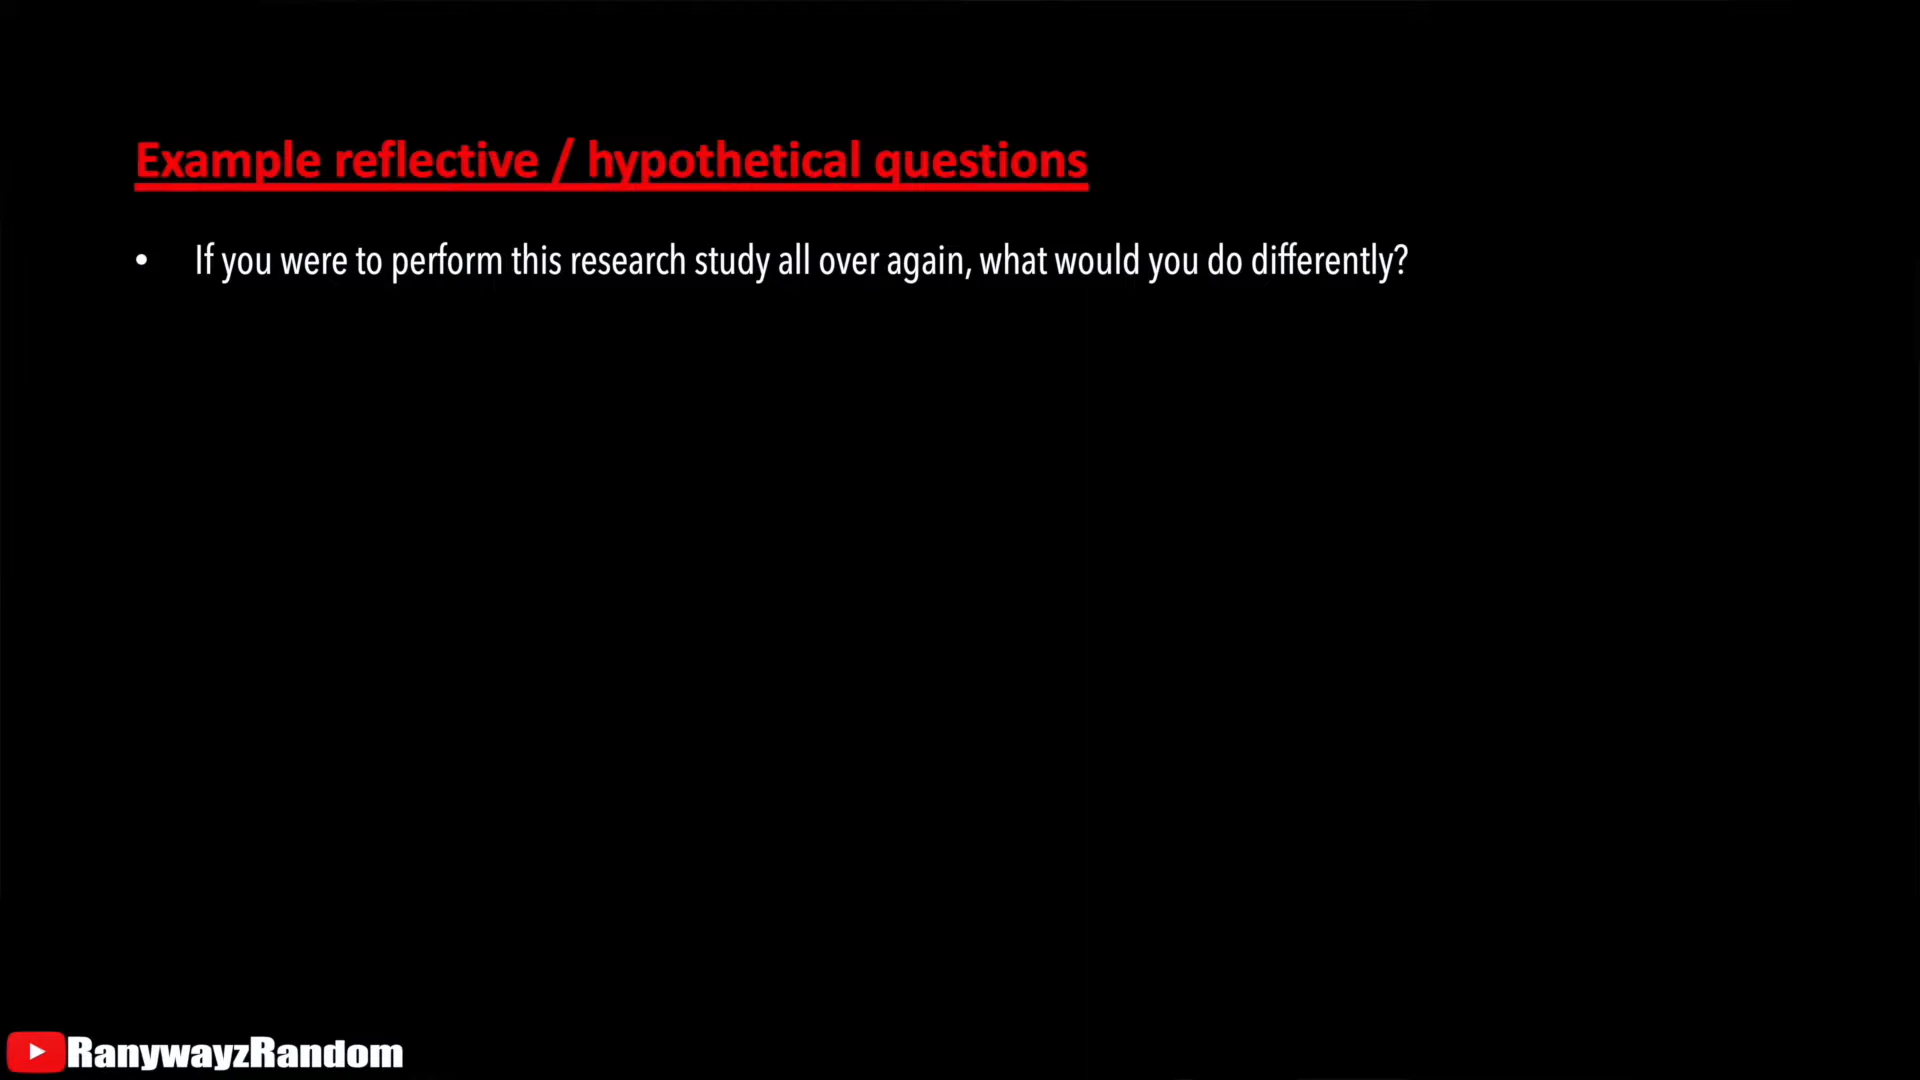 Example reflective / hypothetical questions
• If you were to perform this research study all over again, what would you do differently?
RanywayzRandom